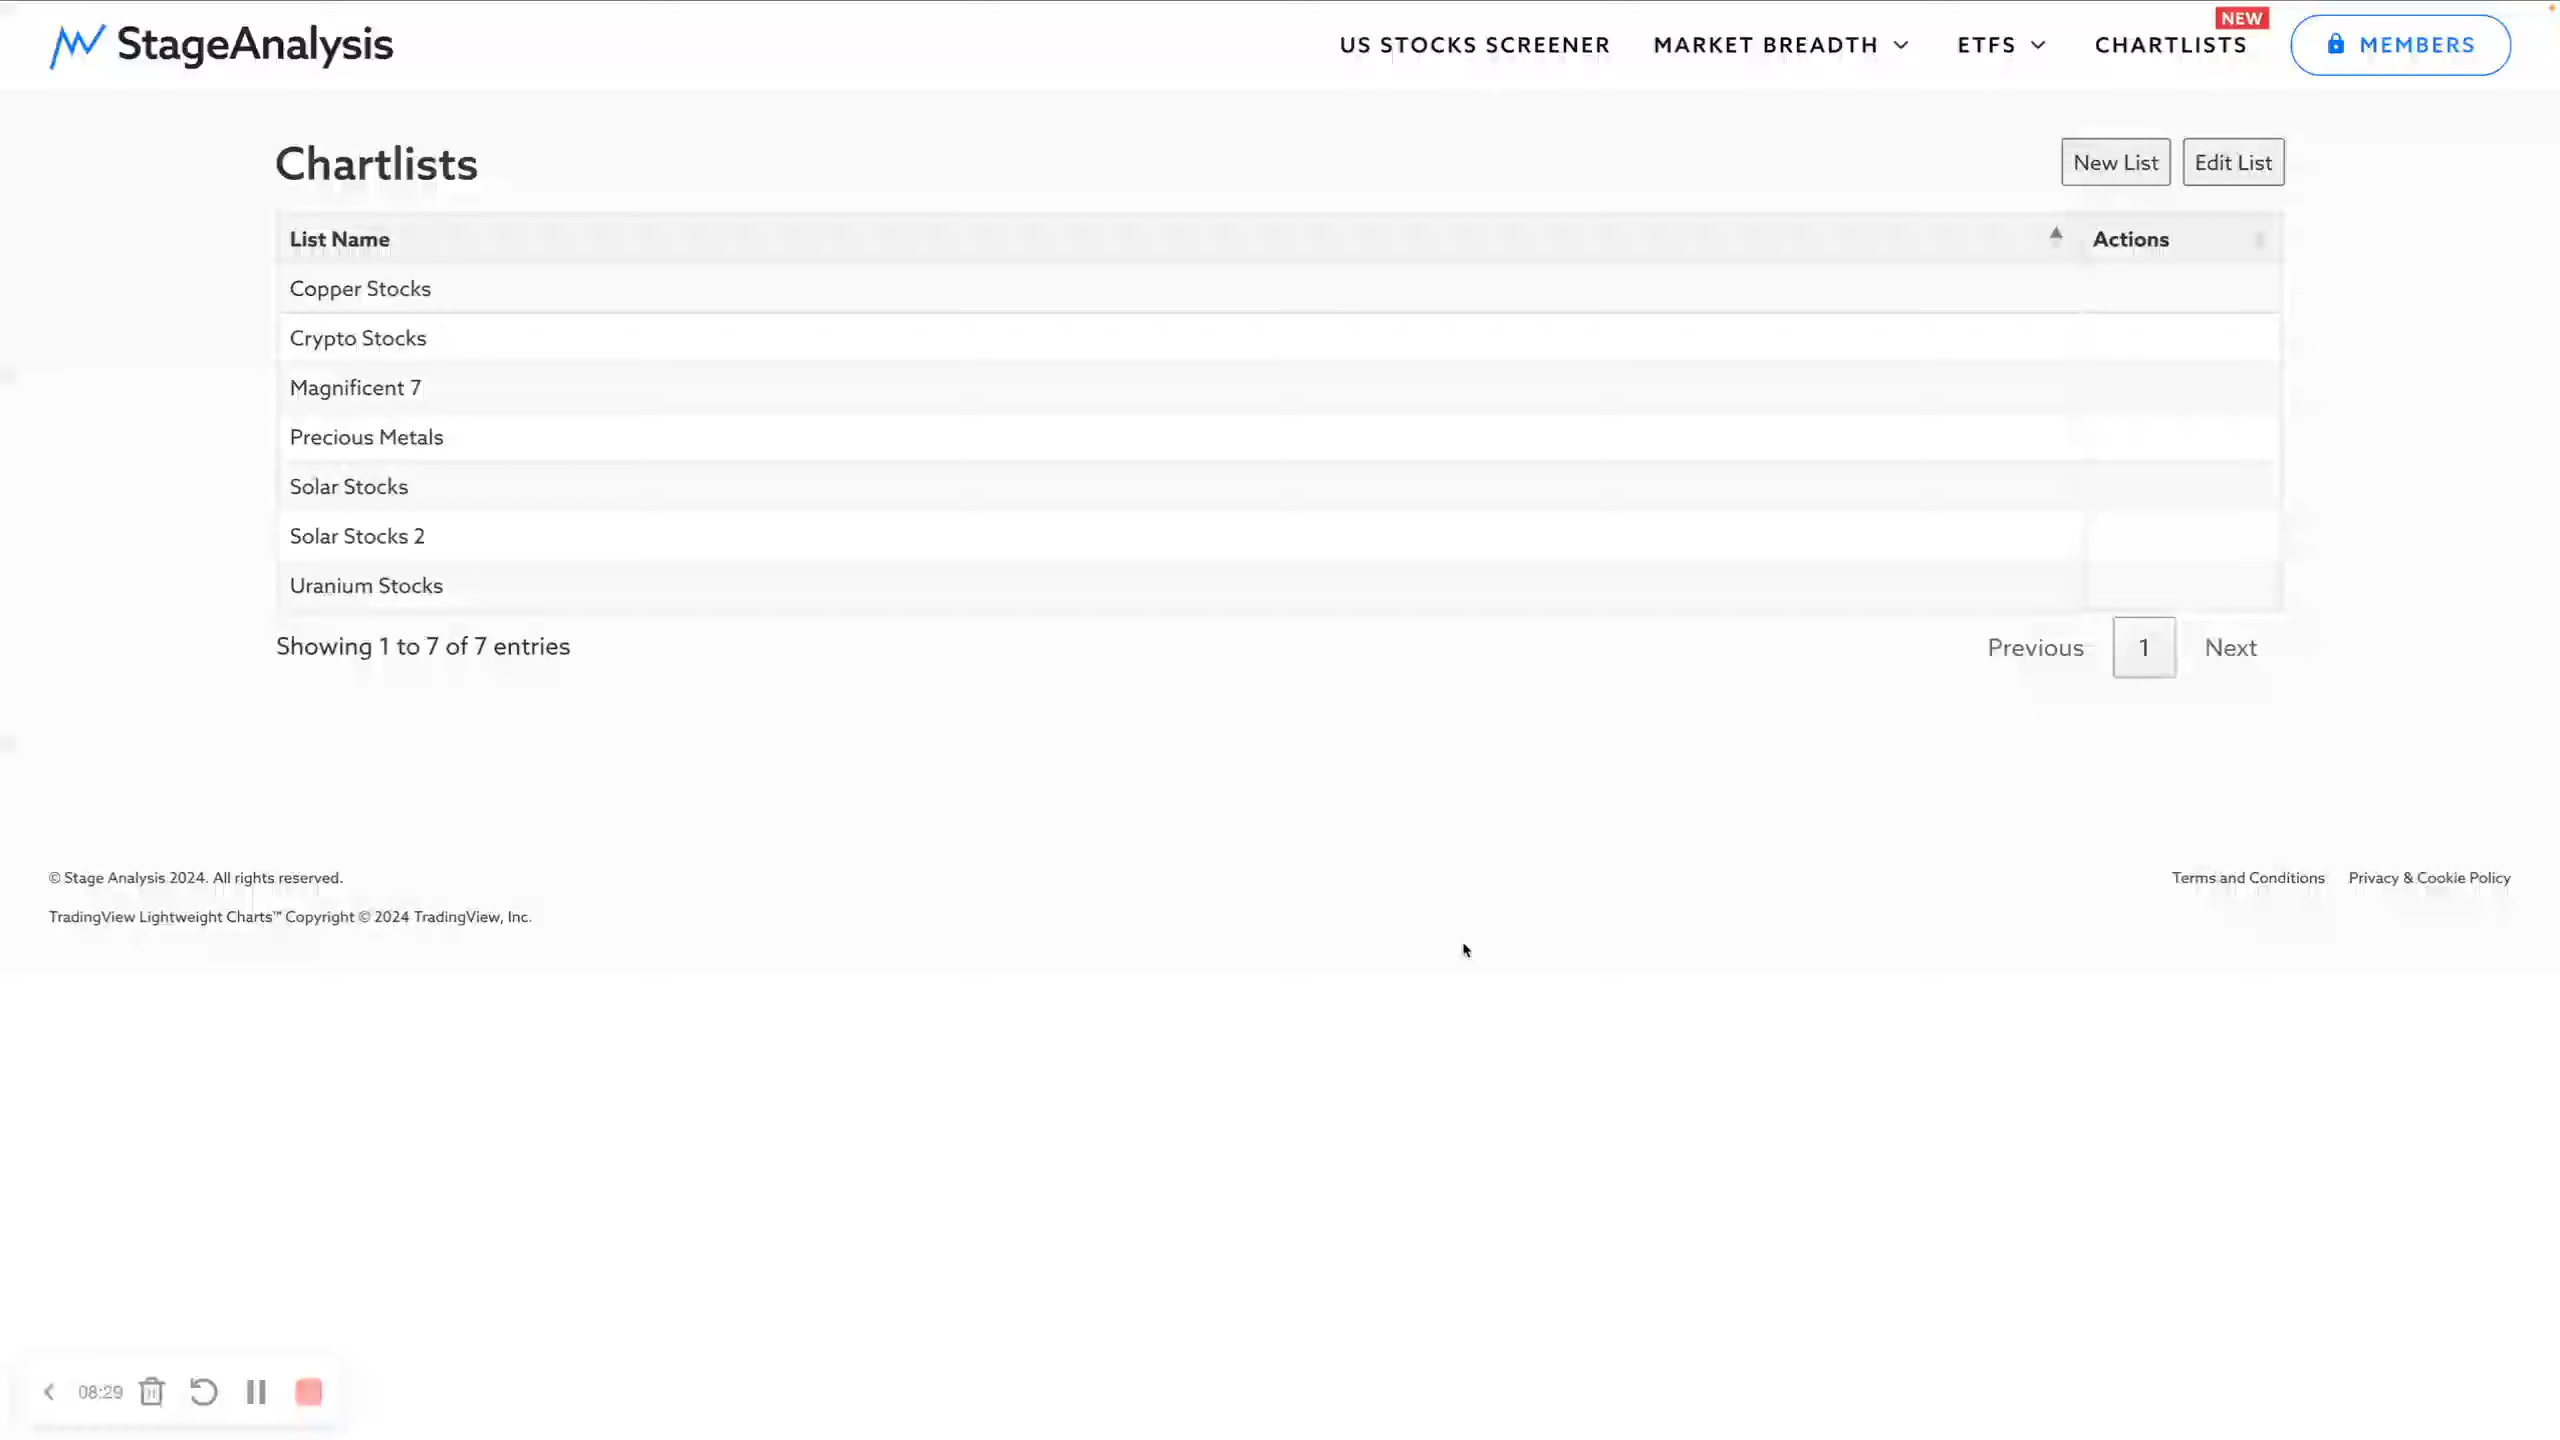 StageAnalysis
US STOCKS SCREENER
MARKET BREADTH
ETFS
CHARTLISTS
NEW
MEMBERS
Chartlists
New List
Edit List
List Name
Actions
Copper Stocks
Crypto Stocks
Magnificent 7
Precious Metals
Solar Stocks
Solar Stocks 2
Uranium Stocks
Showing 1 to 7 of 7 entries
Previous
1
Next
© Stage Analysis 2024. All rights reserved.
Terms and Conditions
Privacy & Cookie Policy
TradingView Lightweight Charts™ Copyright © 2024 TradingView, Inc.
08:29